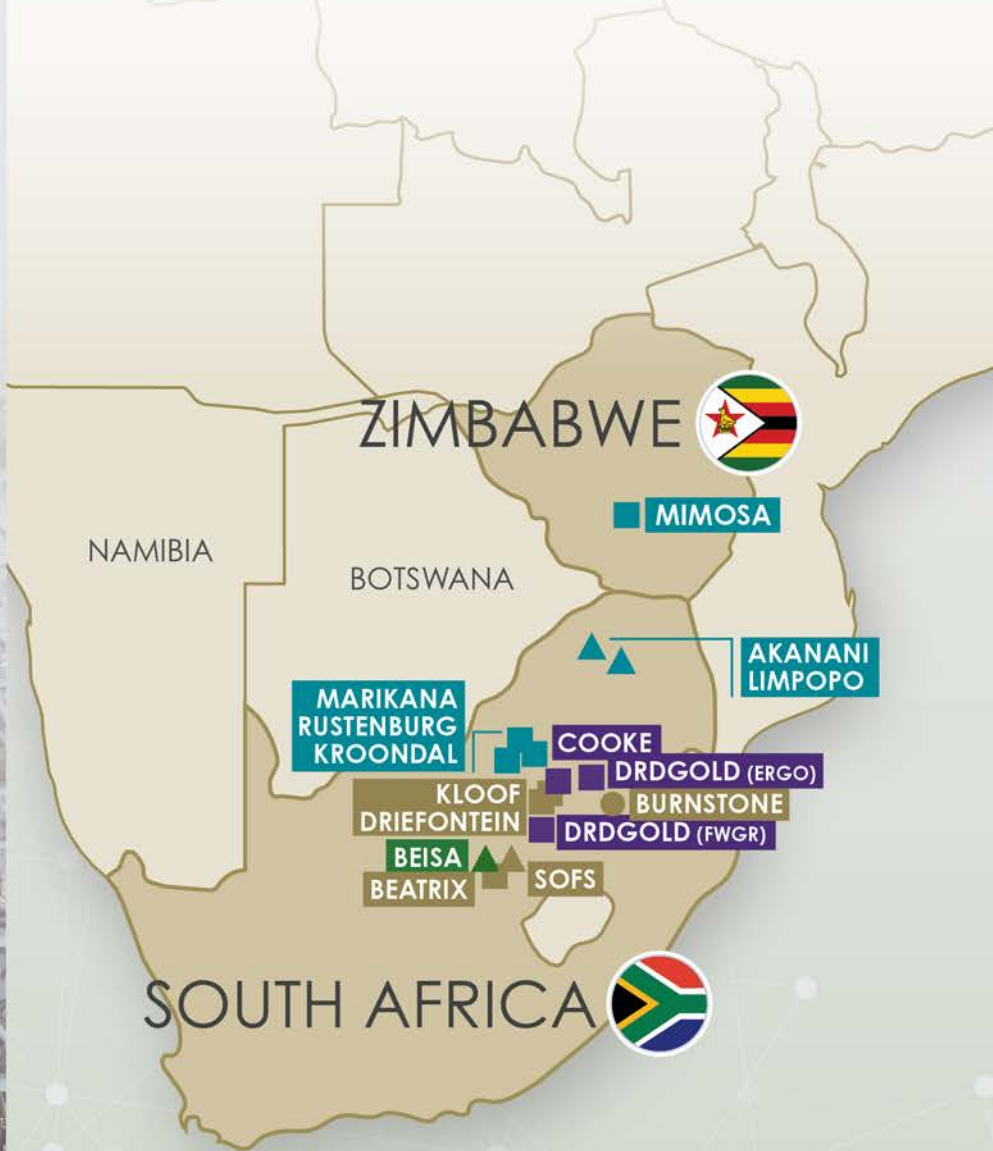 ZIMBABWE
MIMOSA
NAMIBIA
BOTSWANA
AKANANI
LIMPOPO
MARIKANA
RUSTENBURG
KROONDAL
COOKE
DRDGOLD (ERGO)
KLOOF
DRIEFONTEIN
BURNSTONE
DRDGOLD (FWGR)
BEISA
BEATRIX
SOFS
SOUTH AFRICA